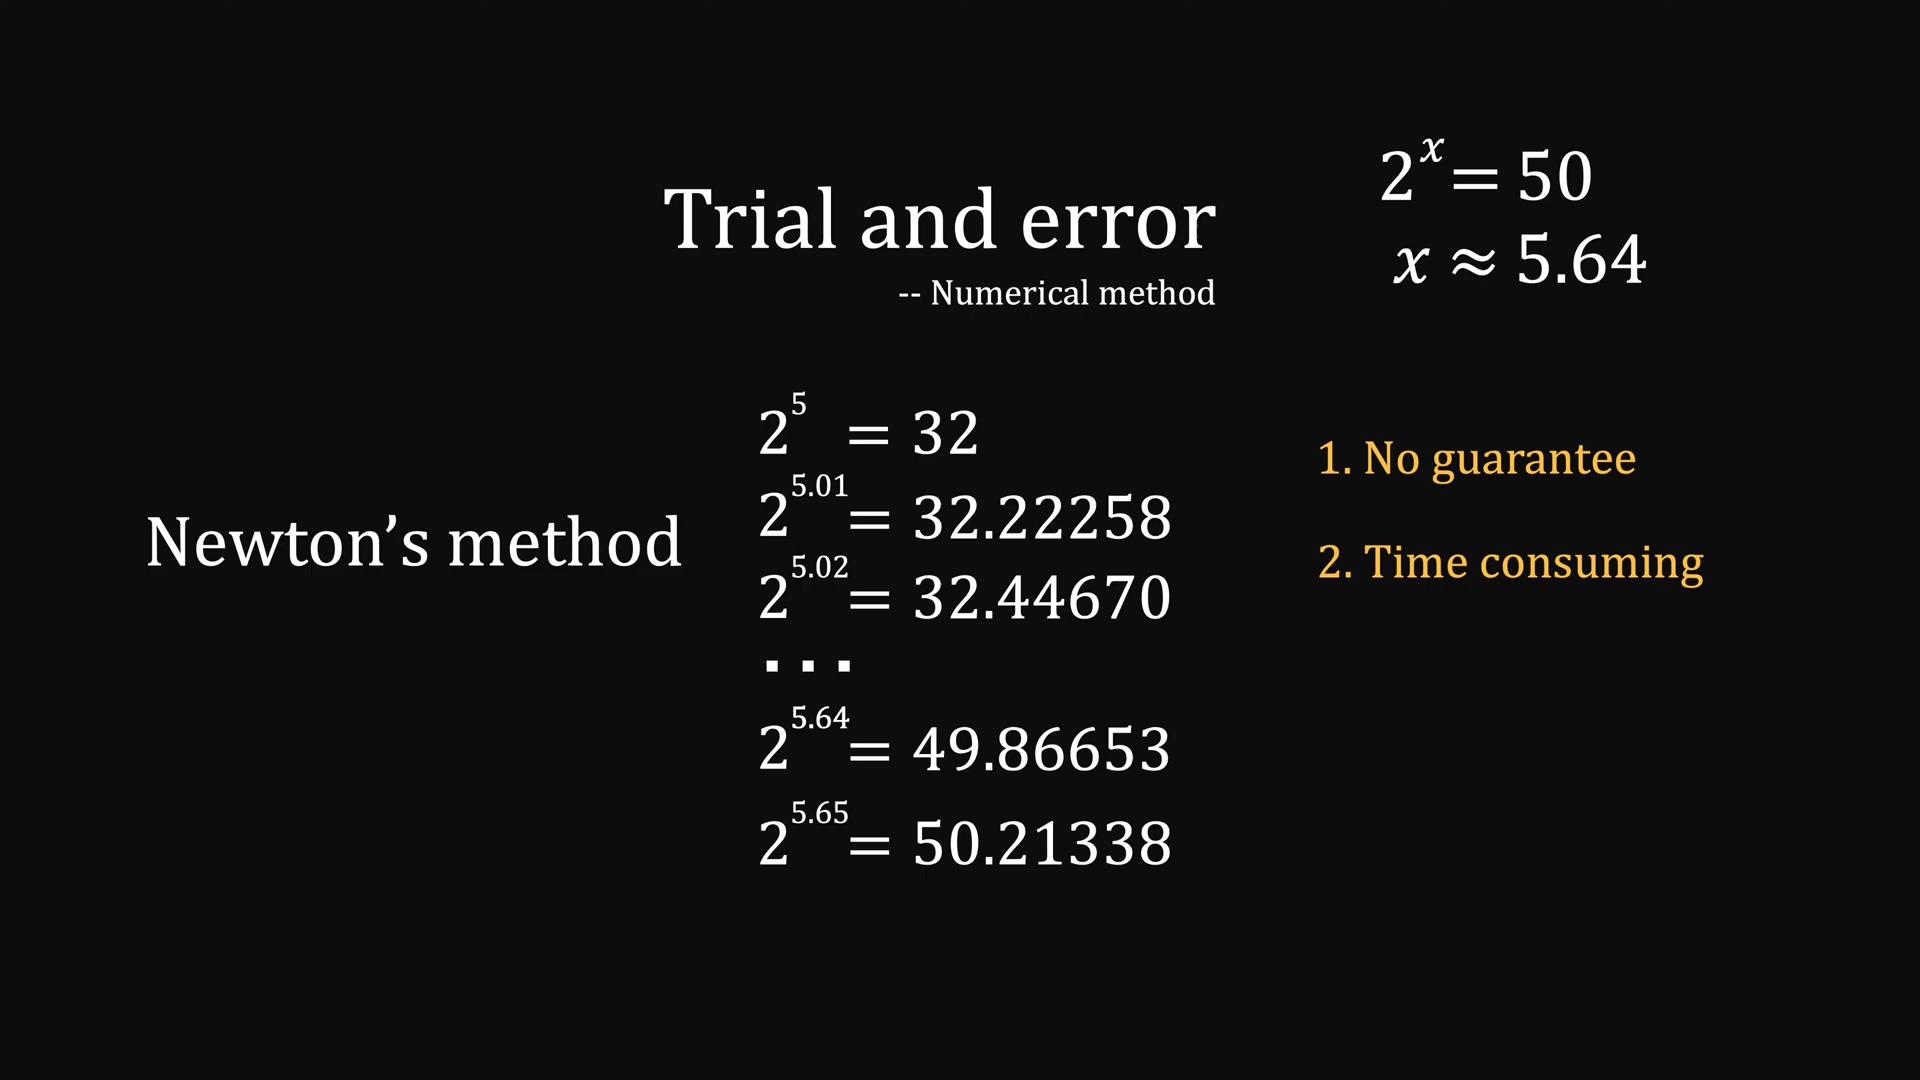 Trial and error
-- Numerical method
2^x = 50
x ≈ 5.64
Newton’s method
2^5 = 32
2^5.01 = 32.22258
2^5.02 = 32.44670
...
2^5.64 = 49.86653
2^5.65 = 50.21338
1. No guarantee
2. Time consuming